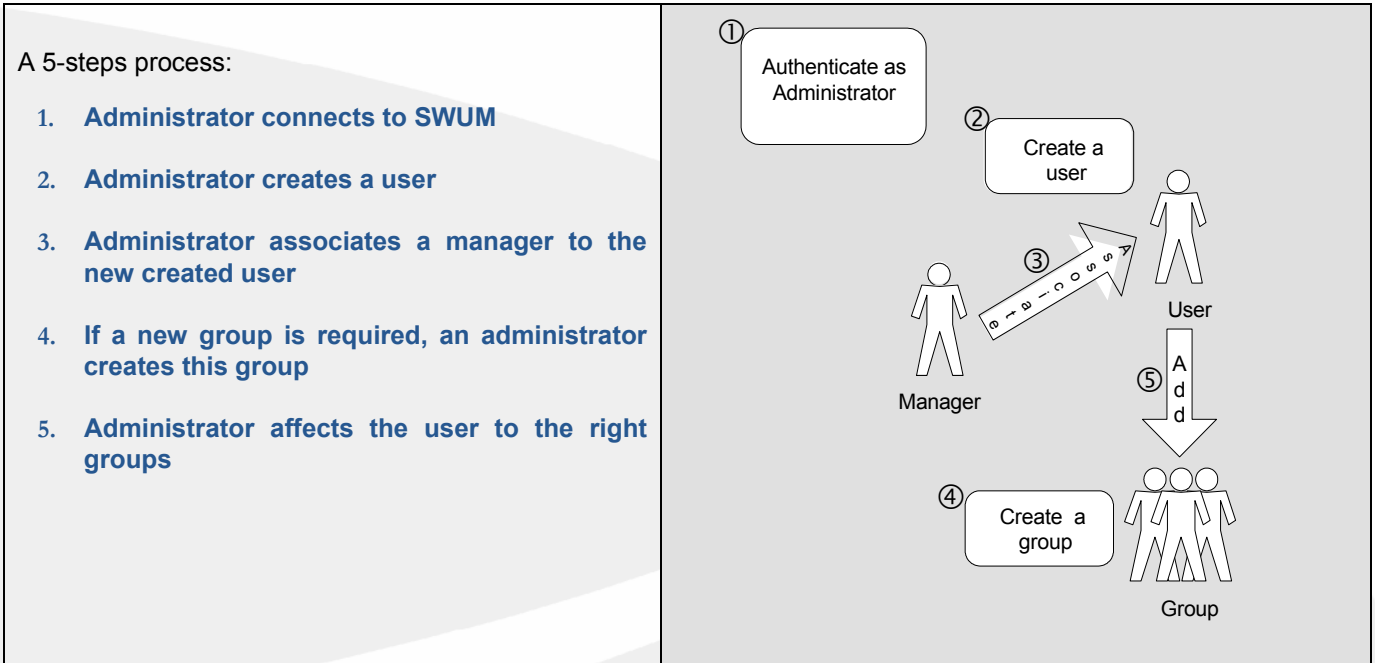 A 5-steps process:
1. Administrator connects to SWUM
2. Administrator creates a user
3. Administrator associates a manager to the
new created user
4. If a new group is required, an administrator
creates this group
5. Administrator affects the user to the right
groups
①
Authenticate as
Administrator
②
Create a
user
③
Asociate
User
Manager
⑤
Add
④
Create a
group
Group